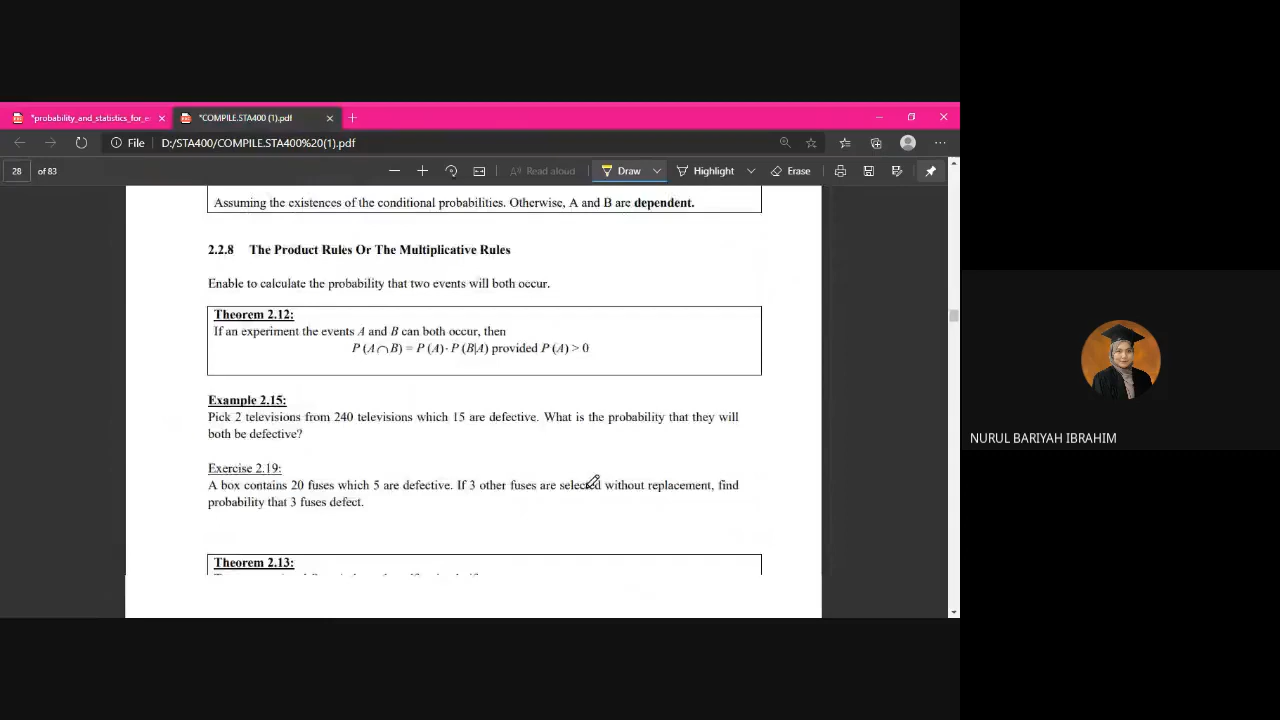 *probability_and_statistics_for_e
*COMPILE.STA400 (1).pdf
File D:/STA400/COMPILE.STA400%20(1).pdf
28 of 83
Read aloud
Draw
Highlight
Erase
Assuming the existences of the conditional probabilities. Otherwise, A and B are dependent.
2.2.8 The Product Rules Or The Multiplicative Rules
Enable to calculate the probability that two events will both occur.
Theorem 2.12:
If an experiment the events A and B can both occur, then
P (A∩B) = P (A)· P (B|A) provided P (A) > 0
Example 2.15:
Pick 2 televisions from 240 televisions which 15 are defective. What is the probability that they will
both be defective?
Exercise 2.19:
A box contains 20 fuses which 5 are defective. If 3 other fuses are selected without replacement, find
probability that 3 fuses defect.
Theorem 2.13:
NURUL BARIYAH IBRAHIM